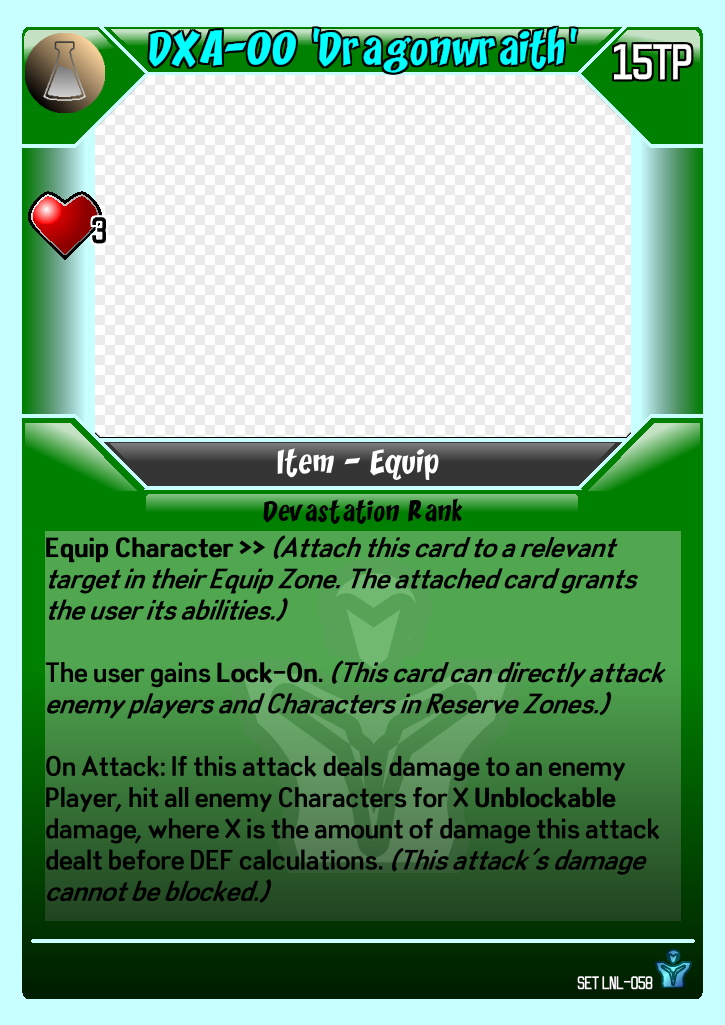 DXA-00 'Dragonwraith'
15TP
3
Item - Equip
Devastation Rank
Equip Character >> (Attach this card to a relevant
target in their Equip Zone. The attached card grants
the user its abilities.)
The user gains Lock-On. (This card can directly attack
enemy players and Characters in Reserve Zones.)
On Attack: If this attack deals damage to an enemy
Player, hit all enemy Characters for X Unblockable
damage, where X is the amount of damage this attack
dealt before DEF calculations. (This attack's damage
cannot be blocked.)
SET LNL-058